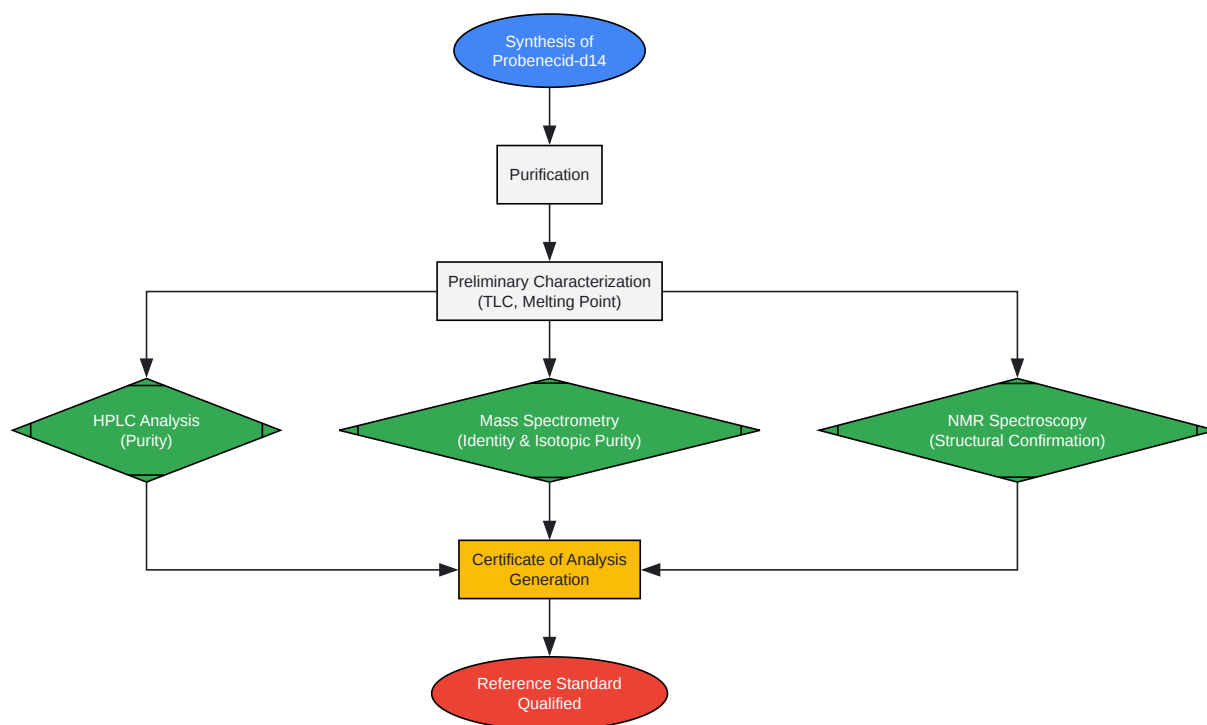 Synthesis of
Probenecid-d14
Purification
Preliminary Characterization
(TLC, Melting Point)
HPLC Analysis
(Purity)
Mass Spectrometry
(Identity & Isotopic Purity)
NMR Spectroscopy
(Structural Confirmation)
Certificate of Analysis
Generation
Reference Standard
Qualified